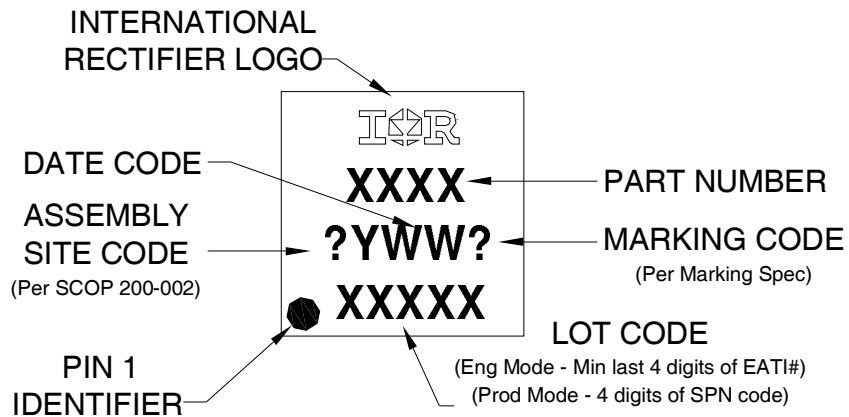 INTERNATIONAL
RECTIFIER LOGO
IOR
DATE CODE
XXXX
PART NUMBER
ASSEMBLY
SITE CODE
(Per SCOP 200-002)
?YWW?
MARKING CODE
(Per Marking Spec)
XXXXX
LOT CODE
(Eng Mode - Min last 4 digits of EATI#)
(Prod Mode - 4 digits of SPN code)
PIN 1
IDENTIFIER